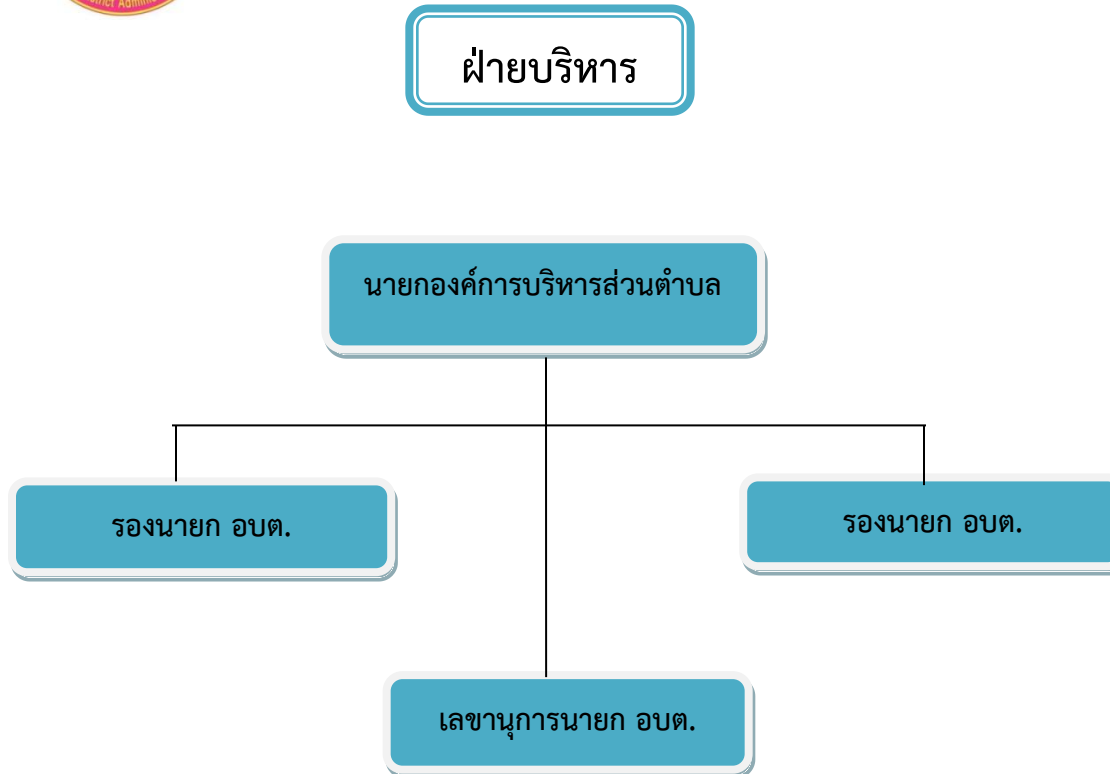 trict Admini
ฝ่ายบริหาร
นายกองค์การบริหารส่วนตำบล
รองนายก อบต.
รองนายก อบต.
เลขานุการนายก อบต.